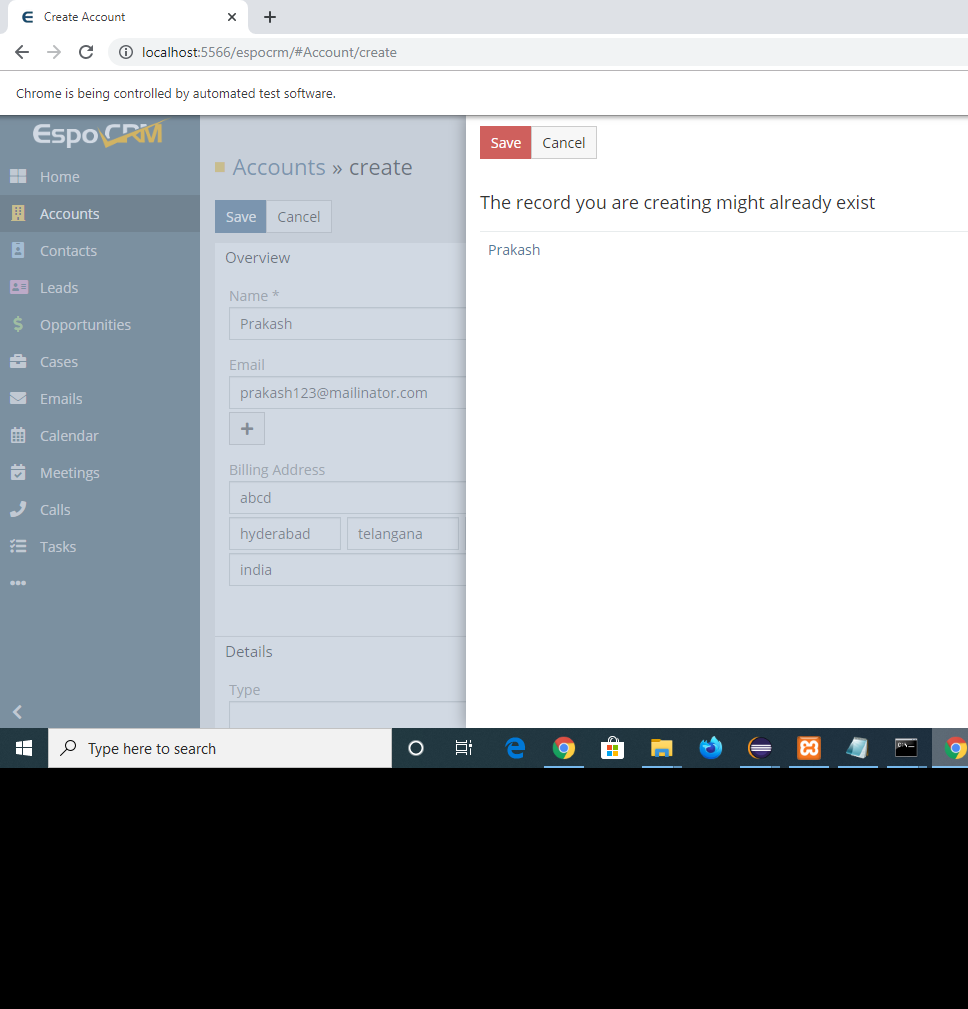 Create Account
localhost:5566/espocrm/#Account/create
Chrome is being controlled by automated test software.
EspoCRM
Home
Accounts
Contacts
Leads
Opportunities
Cases
Emails
Calendar
Meetings
Calls
Tasks
Accounts » create
Save Cancel
Overview
Name *
Prakash
Email
prakash123@mailinator.com
+
Billing Address
abcd
hyderabad telangana
india
Details
Type
Save Cancel
The record you are creating might already exist
Prakash
Type here to search